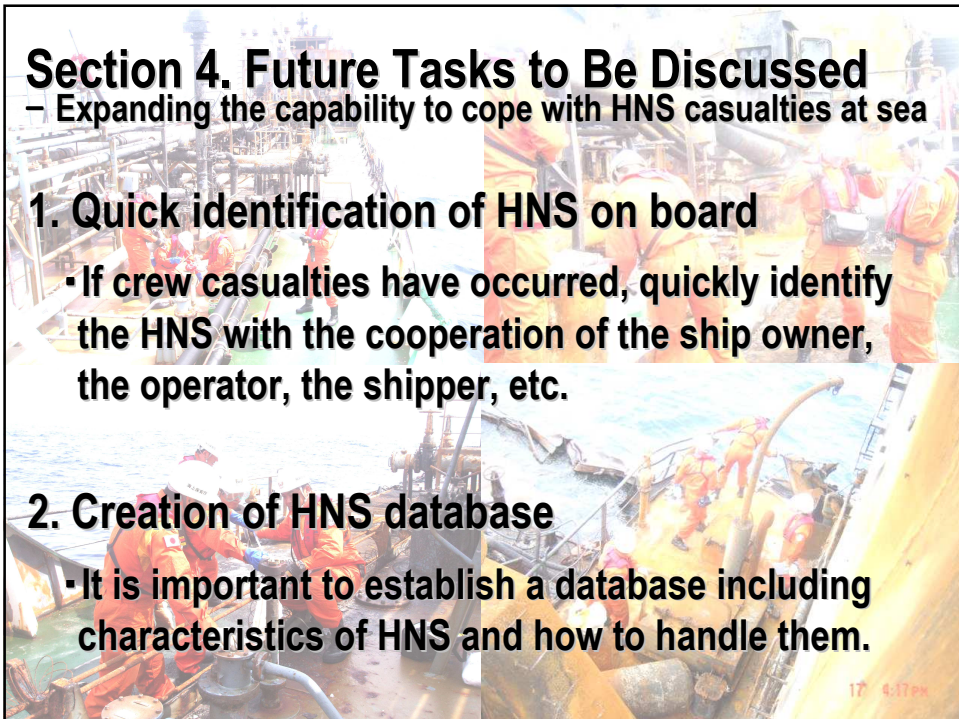 Section 4. Future Tasks to Be Discussed
– Expanding the capability to cope with HNS casualties at sea
1. Quick identification of HNS on board
▪If crew casualties have occurred, quickly identify
the HNS with the cooperation of the ship owner,
the operator, the shipper, etc.
2. Creation of HNS database
▪It is important to establish a database including
characteristics of HNS and how to handle them.
17 4:17PM